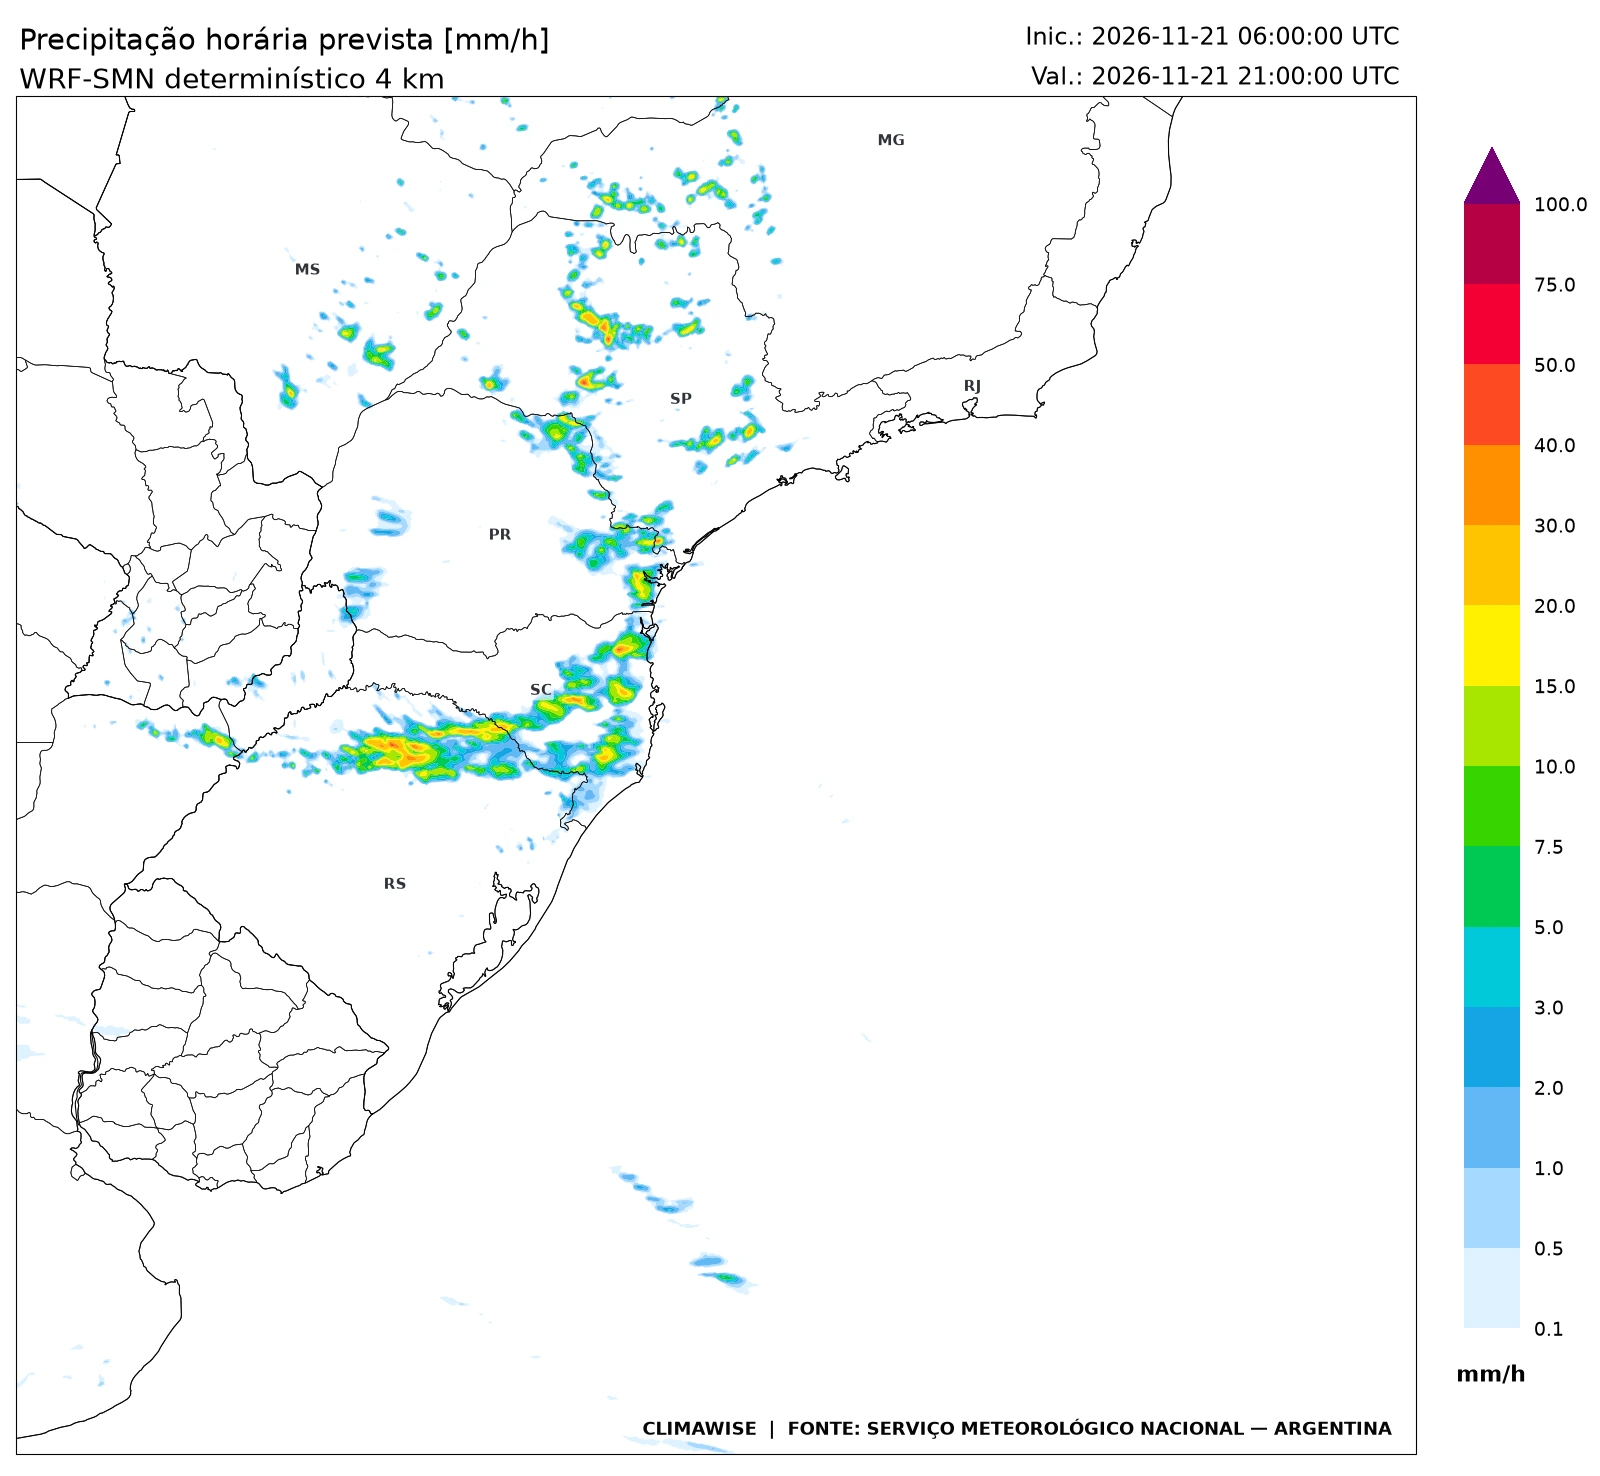 Precipitação horária prevista [mm/h]
WRF-SMN determinístico 4 km
Inic.: 2026-11-21 06:00:00 UTC
Val.: 2026-11-21 21:00:00 UTC
MG
MS
RJ
SP
PR
SC
RS
100.0
75.0
50.0
40.0
30.0
20.0
15.0
10.0
7.5
5.0
3.0
2.0
1.0
0.5
0.1
mm/h
CLIMAWISE | FONTE: SERVIÇO METEOROLÓGICO NACIONAL — ARGENTINA